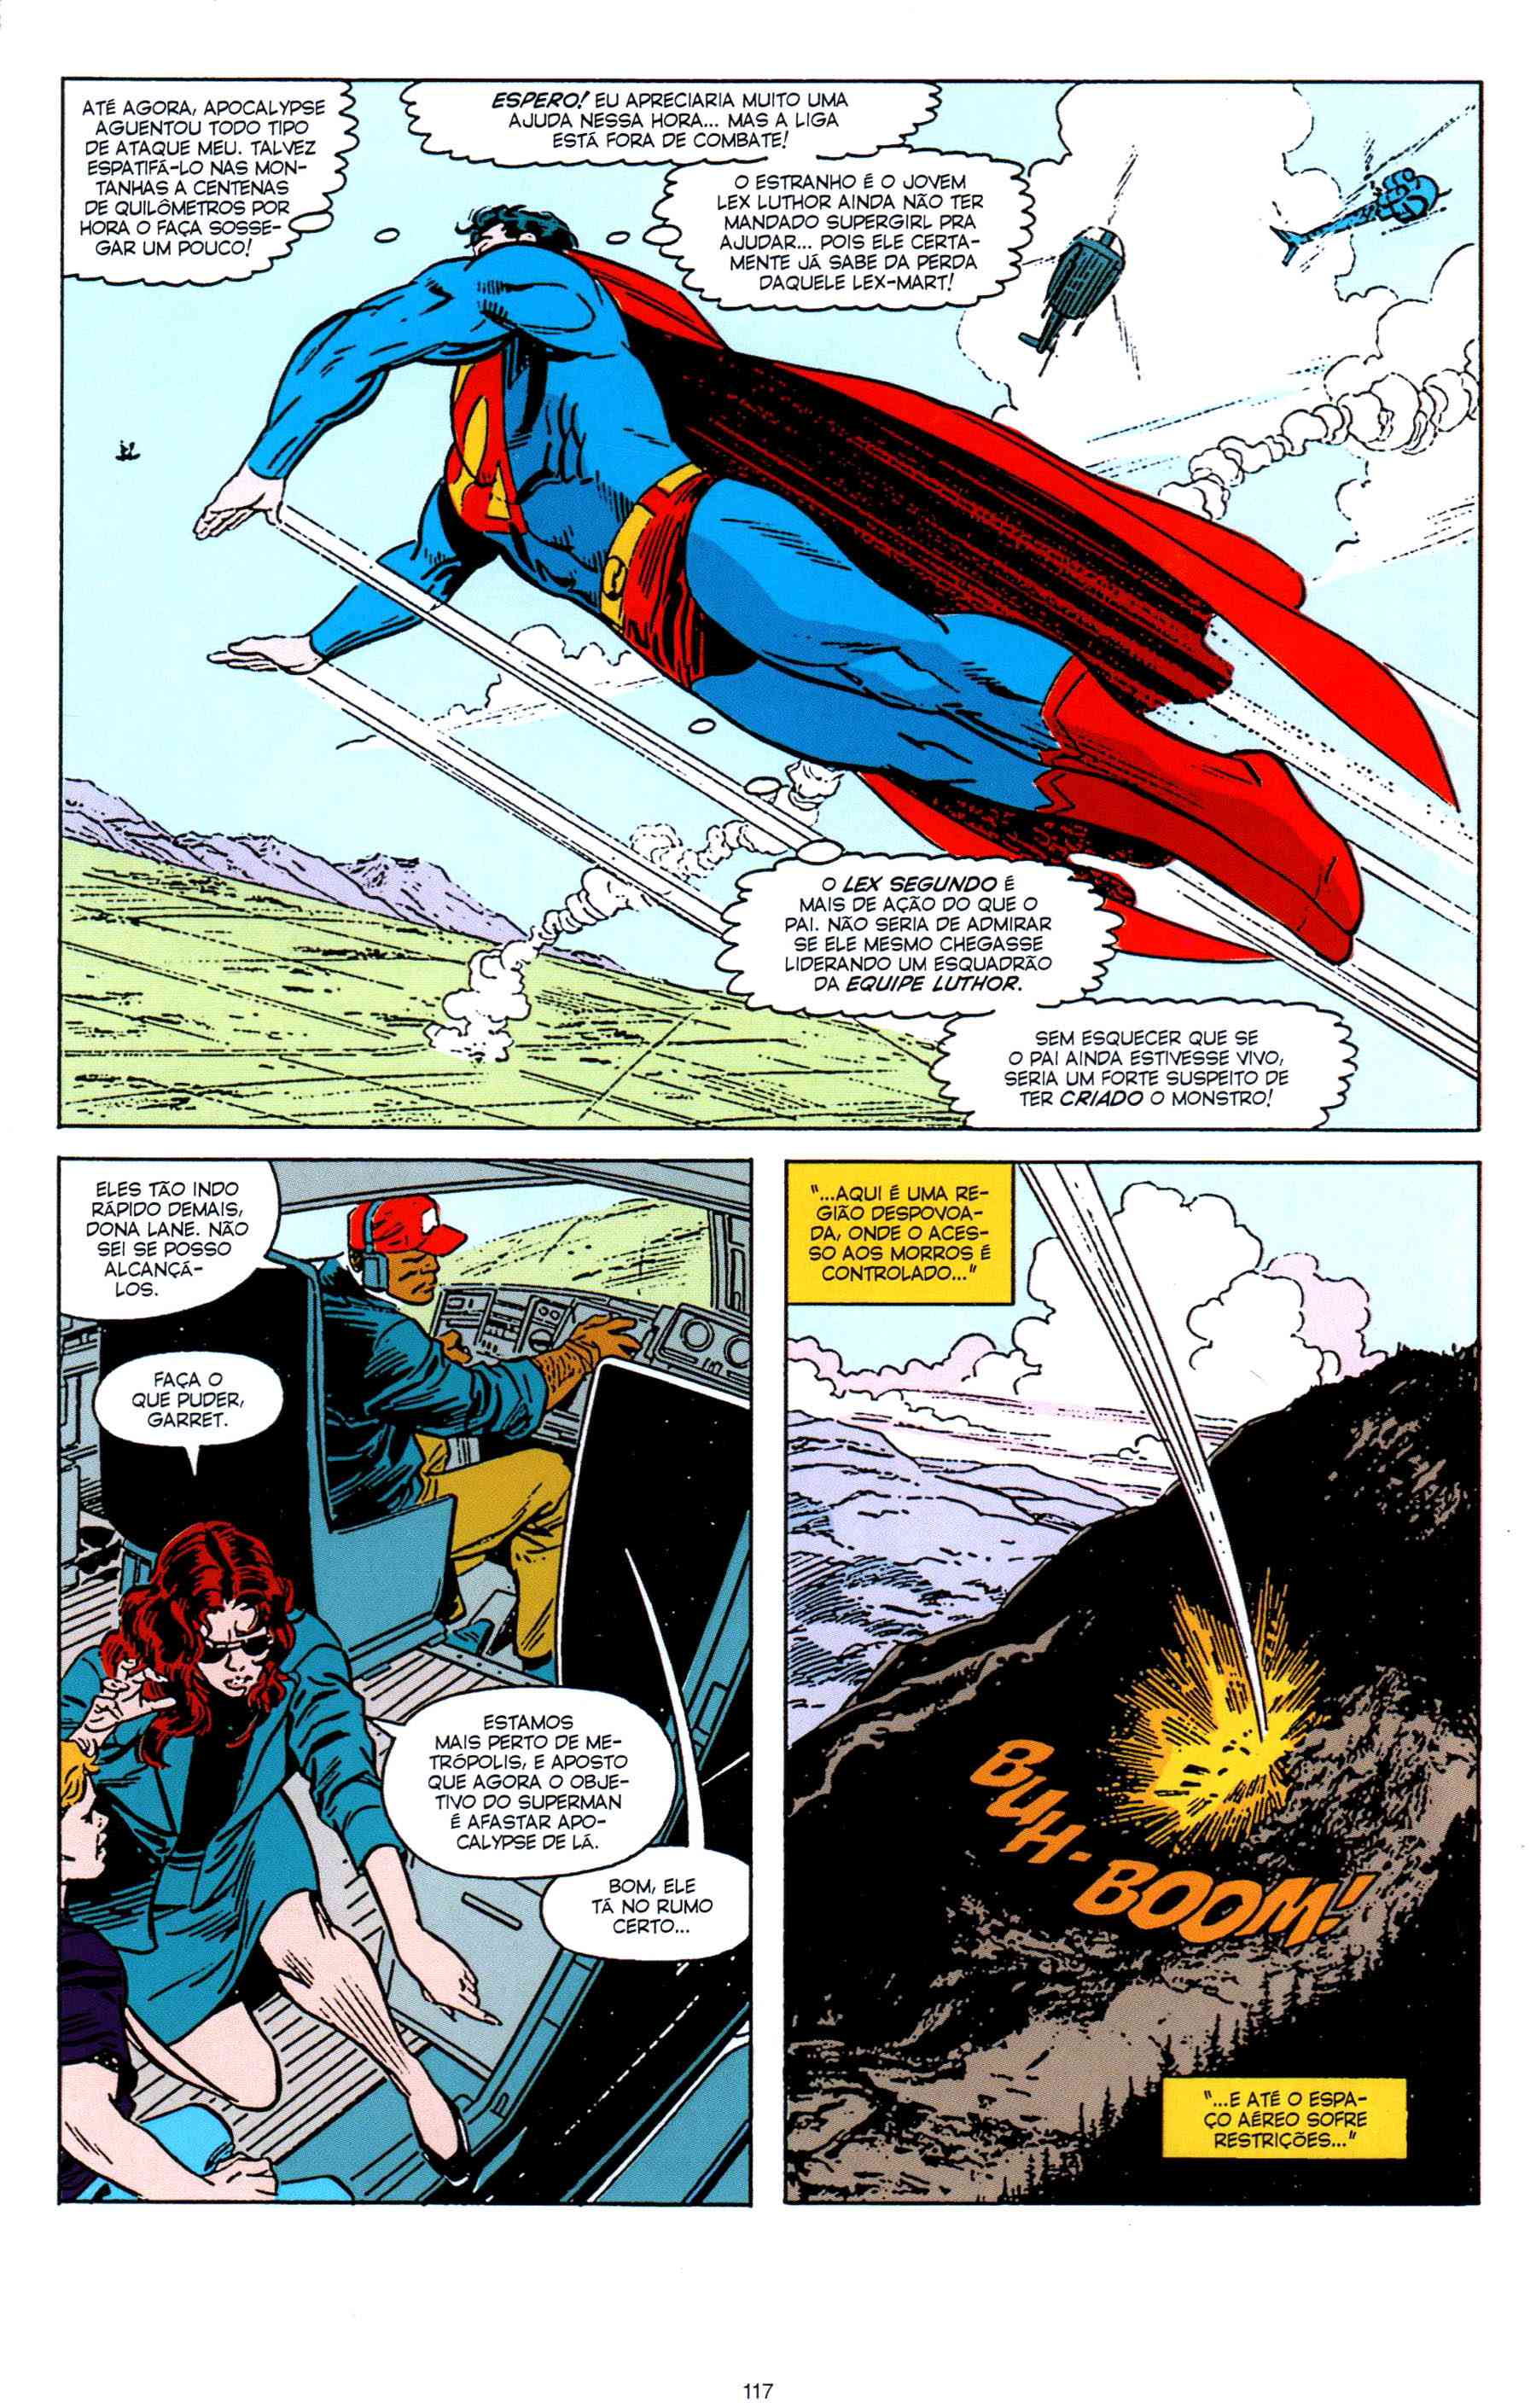 ATÉ AGORA, APOCALYPSE
AGUENTOU TODO TIPO
DE ATAQUE MEU. TALVEZ
ESPATIFÁ-LO NAS MON-
TANHAS A CENTENAS
DE QUILÔMETROS POR
HORA O FAÇA SOSSE-
GAR UM POUCO!
ESPERO! EU APRECIARIA MUITO UMA
AJUDA NESSA HORA... MAS A LIGA
ESTÁ FORA DE COMBATE!
O ESTRANHO É O JOVEM
LEX LUTHOR AINDA NÃO TER
MANDADO SUPERGIRL PRA
AJUDAR... POIS ELE CERTA-
MENTE JÁ SABE DA PERDA
DAQUELE LEX-MART!
O LEX SEGUNDO É
MAIS DE AÇÃO DO QUE O
PAI. NÃO SERIA DE ADMIRAR
SE ELE MESMO CHEGASSE
LIDERANDO UM ESQUADRÃO
DA EQUIPE LUTHOR.
SEM ESQUECER QUE SE
O PAI AINDA ESTIVESSE VIVO,
SERIA UM FORTE SUSPEITO DE
TER CRIADO O MONSTRO!
ELES TÃO INDO
RÁPIDO DEMAIS,
DONA LANE. NÃO
SEI SE POSSO
ALCANÇÁ-
LOS.
FAÇA O
QUE PUDER,
GARRET.
ESTAMOS
MAIS PERTO DE ME-
TRÓPOLIS, E APOSTO
QUE AGORA O OBJE-
TIVO DO SUPERMAN
É AFASTAR APO-
CALYPSE DE LÁ.
BOM, ELE
TÁ NO RUMO
CERTO...
"...AQUI É UMA RE-
GIÃO DESPOVOA-
DA, ONDE O ACES-
SO AOS MORROS É
CONTROLADO..."
BUH-BOOM!
"...E ATÉ O ESPA-
ÇO AÉREO SOFRE
RESTRIÇÕES..."
117